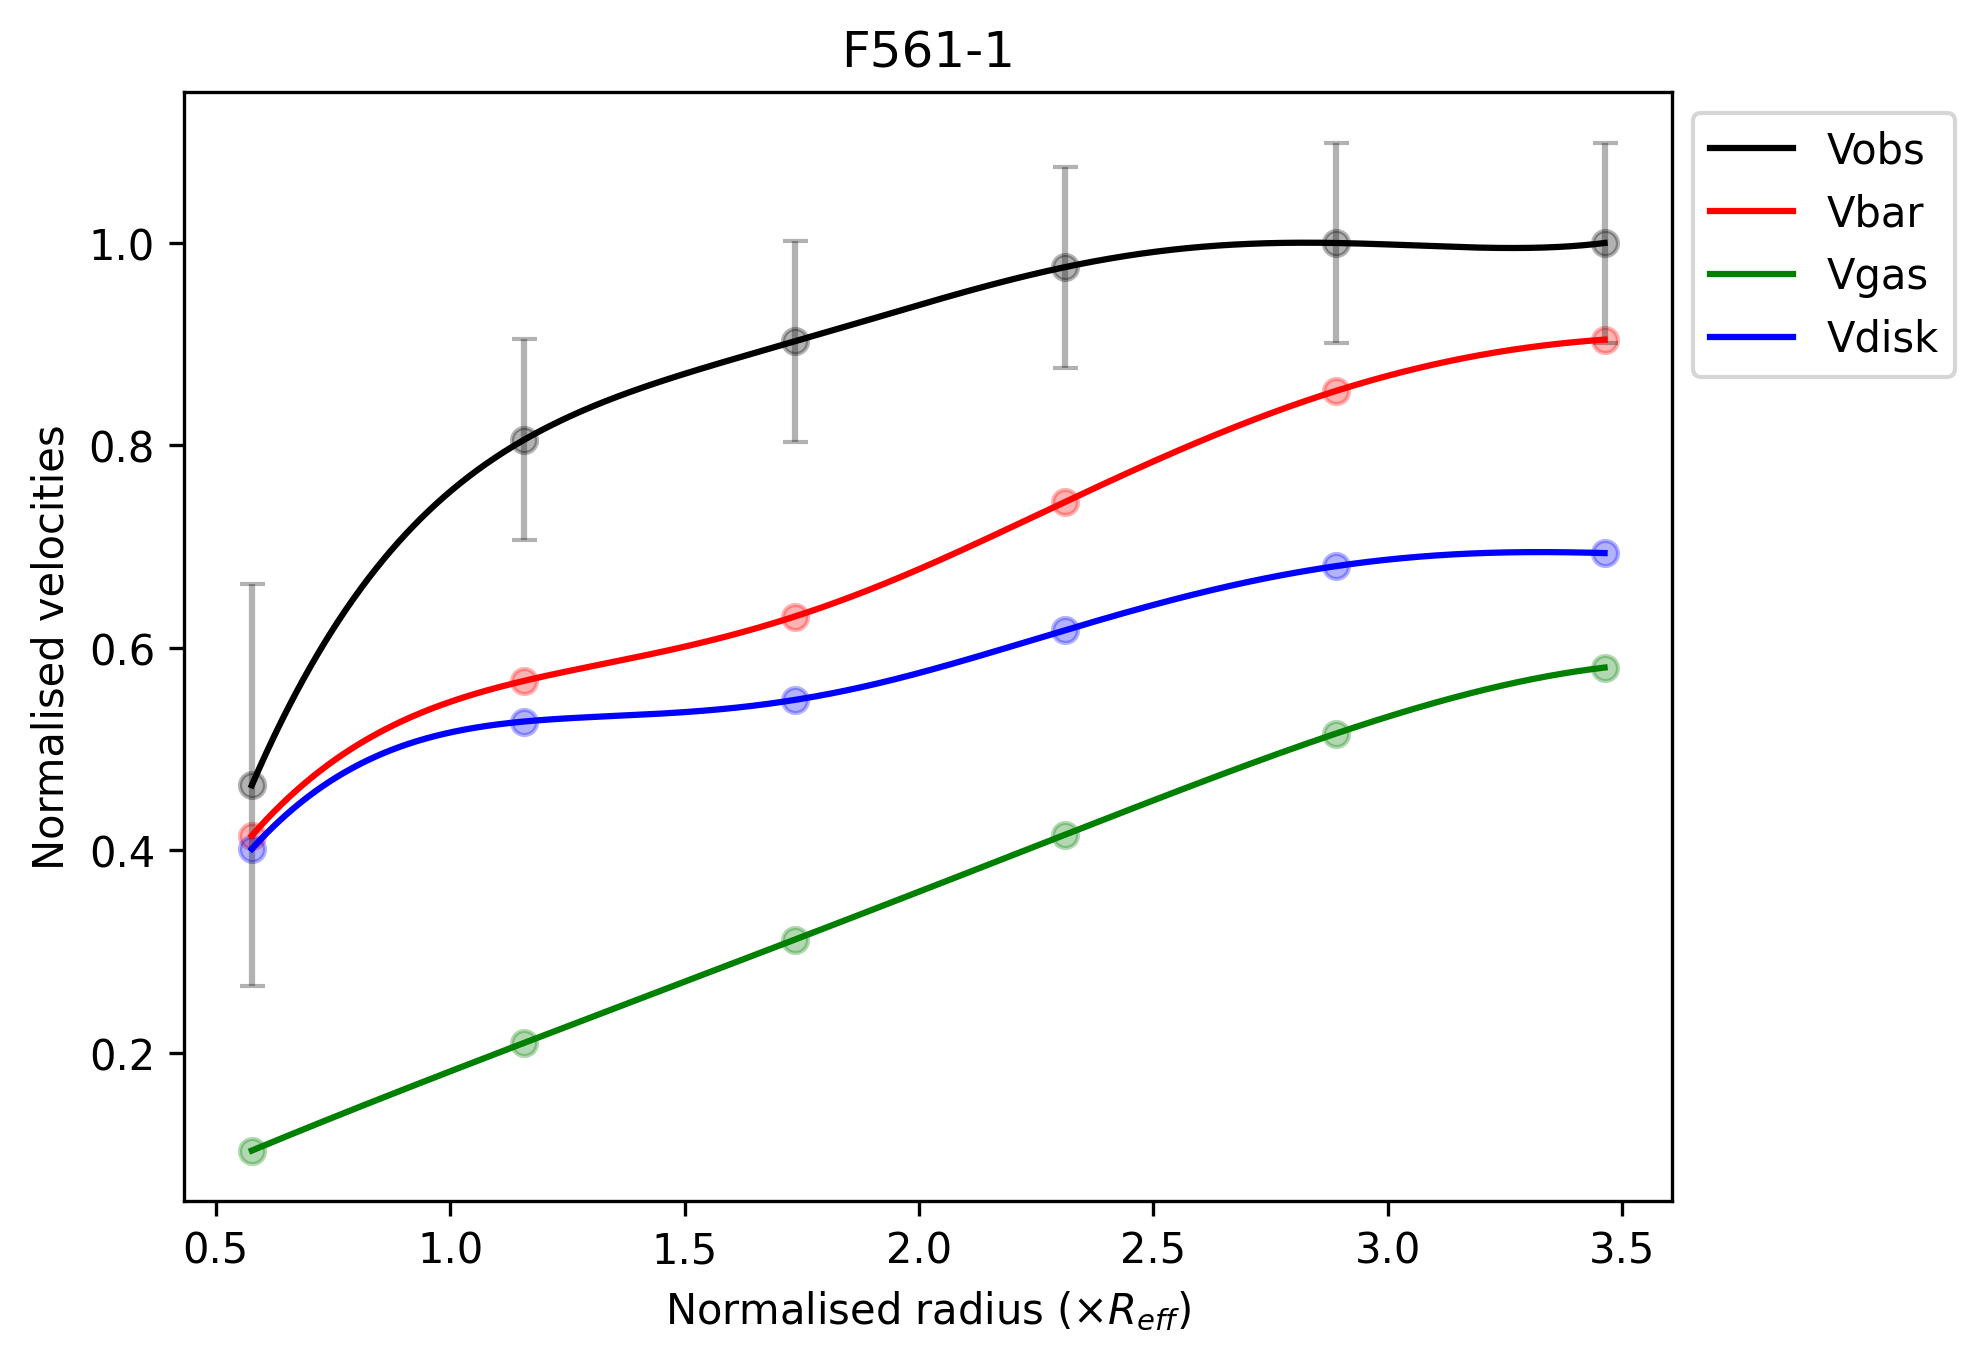 F561-1
Vobs
Vbar
Vgas
Vdisk
Normalised velocities
1.0
0.8
0.6
0.4
0.2
0.5 1.0 1.5 2.0 2.5 3.0 3.5
Normalised radius (×R_eff)